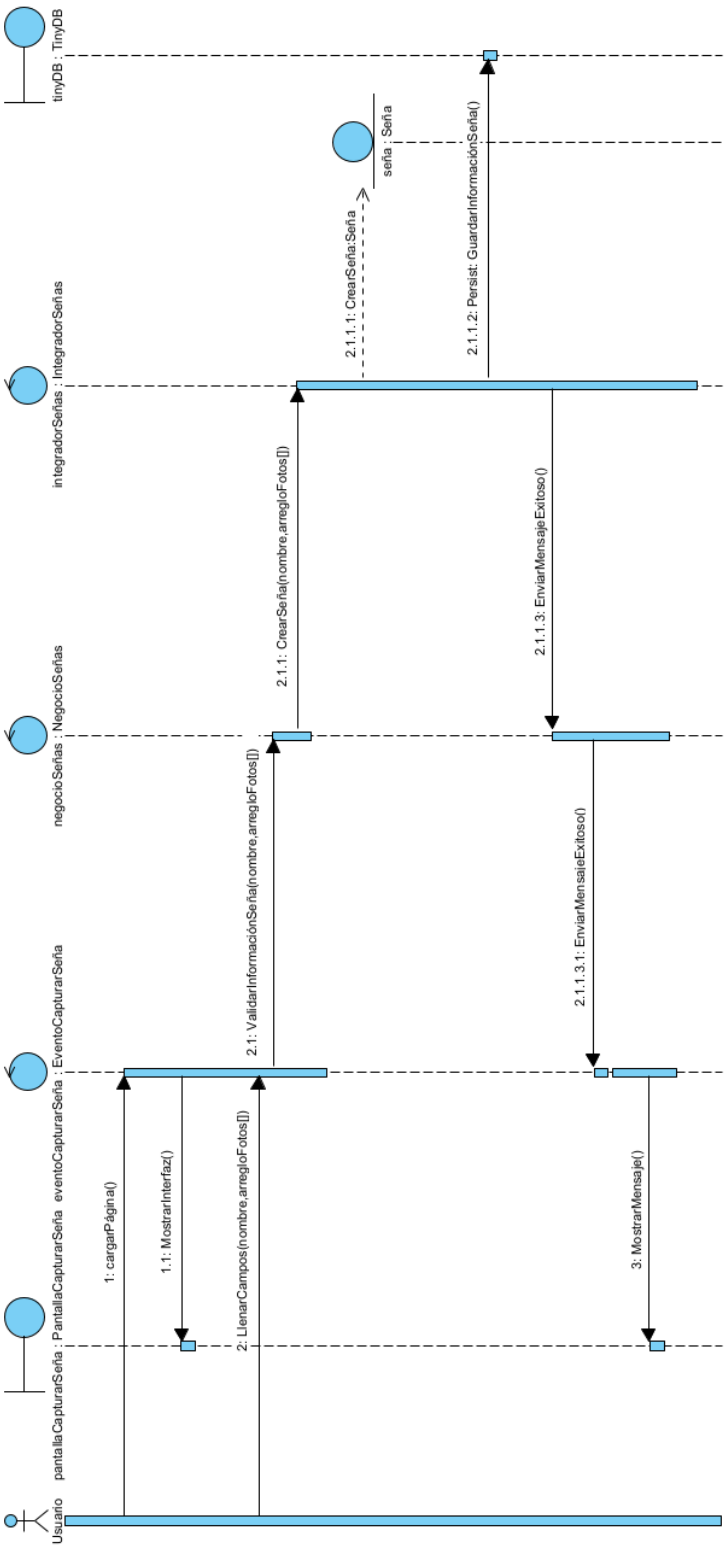 Usuario
pantallaCapturarSeña : PantallaCapturarSeña
eventoCapturarSeña : EventoCapturarSeña
negocioSeñas : NegocioSeñas
integradorSeñas : IntegradorSeñas
tinyDB : TinyDB
1: cargarPágina()
1.1: MostrarInterfaz()
2: LlenarCampos(nombre,arregloFotos[])
2.1: ValidarInformaciónSeña(nombre,arregloFotos[])
2.1.1: CrearSeña(nombre,arregloFotos[])
2.1.1.1: CrearSeña:Seña
seña : Seña
2.1.1.2: Persist: GuardarInformaciónSeña()
2.1.1.3: EnviarMensajeExitoso()
2.1.1.3.1: EnviarMensajeExitoso()
3: MostrarMensaje()